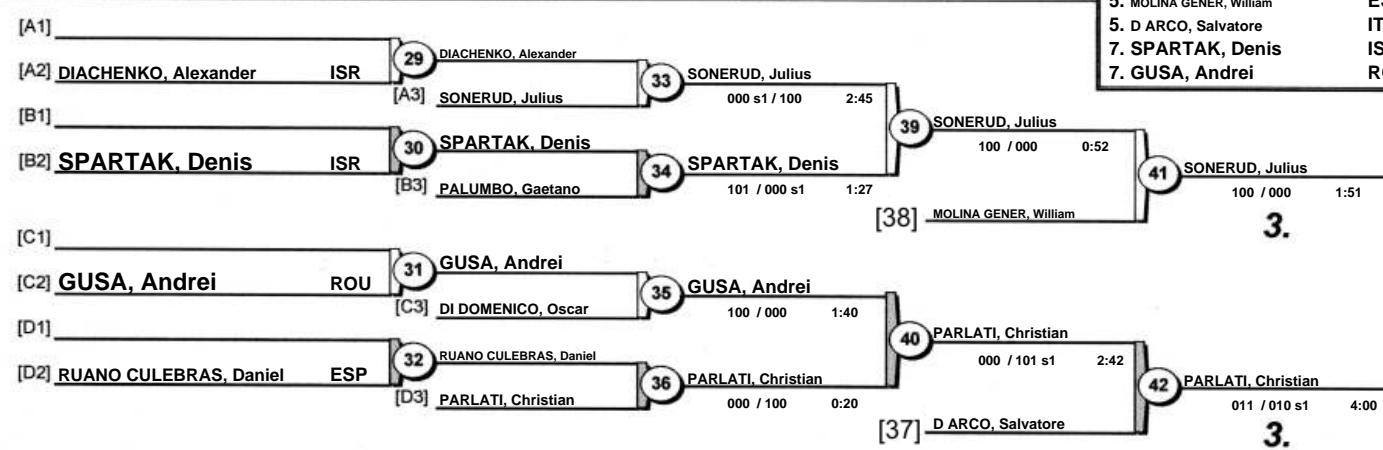 5. MOLINA GENER, William
5. D ARCO, Salvatore IT
7. SPARTAK, Denis IS
7. GUSA, Andrei
[A1]
[A2] DIACHENKO, Alexander ISR
29
DIACHENKO, Alexander
[A3] SONERUD, Julius
33
SONERUD, Julius
000 s1 / 100 2:45
[B1]
[B2] SPARTAK, Denis ISR
30
SPARTAK, Denis
[B3] PALUMBO, Gaetano
34
SPARTAK, Denis
101 / 000 s1 1:27
39
SONERUD, Julius
100 / 000 0:52
[38] MOLINA GENER, William
41
SONERUD, Julius
100 / 000 1:51
3.
[C1]
[C2] GUSA, Andrei ROU
31
GUSA, Andrei
[C3] DI DOMENICO, Oscar
35
GUSA, Andrei
100 / 000 1:40
[D1]
[D2] RUANO CULEBRAS, Daniel ESP
32
RUANO CULEBRAS, Daniel
[D3] PARLATI, Christian
36
PARLATI, Christian
000 / 100 0:20
40
PARLATI, Christian
000 / 101 s1 2:42
[37] D ARCO, Salvatore
42
PARLATI, Christian
011 / 010 s1 4:00
3.